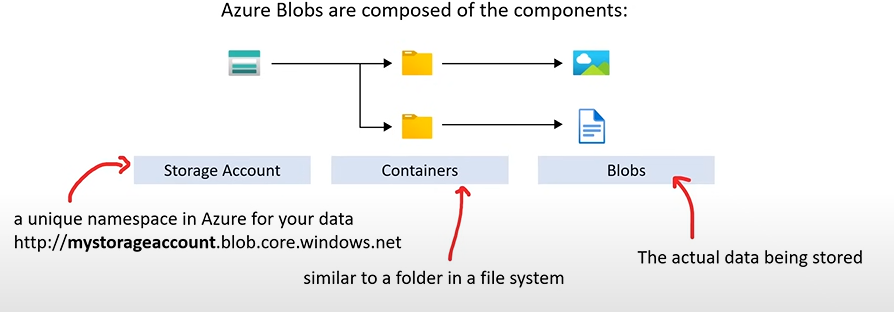 Azure Blobs are composed of the components:
Storage Account
Containers
Blobs
a unique namespace in Azure for your data
http://mystorageaccount.blob.core.windows.net
similar to a folder in a file system
The actual data being stored